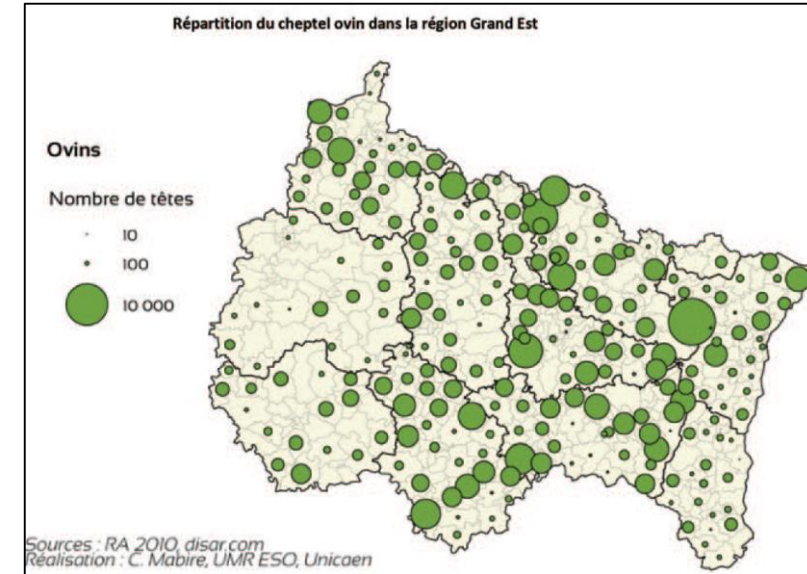 Répartition du cheptel ovin dans la région Grand Est
Ovins
Nombre de têtes
10
100
10 000
Sources : RA 2010, disar.com
Réalisation : C. Mabire, UMR ESO, Unicaen